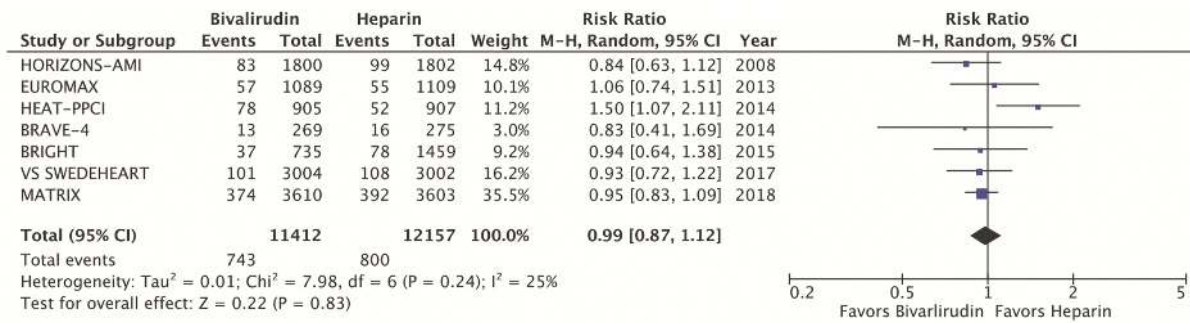 Bivalirudin Heparin Risk Ratio Risk Ratio
Study or Subgroup Events Total Events Total Weight M-H, Random, 95% CI Year M-H, Random, 95% CI
HORIZONS-AMI 83 1800 99 1802 14.8% 0.84 [0.63, 1.12] 2008
EUROMAX 57 1089 55 1109 10.1% 1.06 [0.74, 1.51] 2013
HEAT-PPCI 78 905 52 907 11.2% 1.50 [1.07, 2.11] 2014
BRAVE-4 13 269 16 275 3.0% 0.83 [0.41, 1.69] 2014
BRIGHT 37 735 78 1459 9.2% 0.94 [0.64, 1.38] 2015
VS SWEDEHEART 101 3004 108 3002 16.2% 0.93 [0.72, 1.22] 2017
MATRIX 374 3610 392 3603 35.5% 0.95 [0.83, 1.09] 2018
Total (95% CI) 11412 12157 100.0% 0.99 [0.87, 1.12]
Total events 743 800
Heterogeneity: Tau² = 0.01; Chi² = 7.98, df = 6 (P = 0.24); I² = 25%
Test for overall effect: Z = 0.22 (P = 0.83)
0.2 0.5 1 2 5
Favors Bivarlirudin Favors Heparin